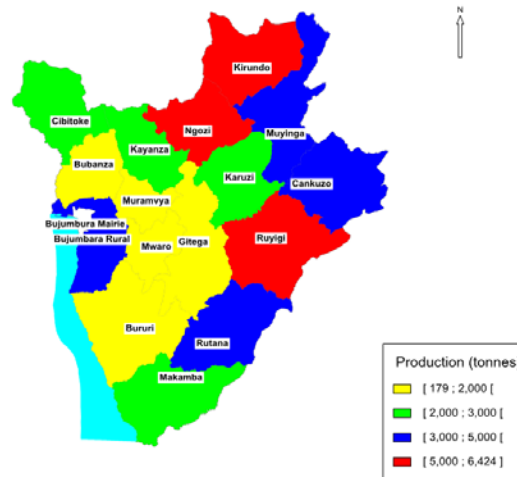 N
Kirundo
Cibitoke
Ngozi
Kayanza
Muyinga
Bubanza
Karuzi
Cankuzo
Muramvya
Bujumbura Mairie
Bujumbara Rural
Gitega
Ruyigi
Mwaro
Bururi
Rutana
Makamba
Production (tonnes
[ 179 ; 2,000 [
[ 2,000 ; 3,000 [
[ 3,000 ; 5,000 [
[ 5,000 ; 6,424 ]